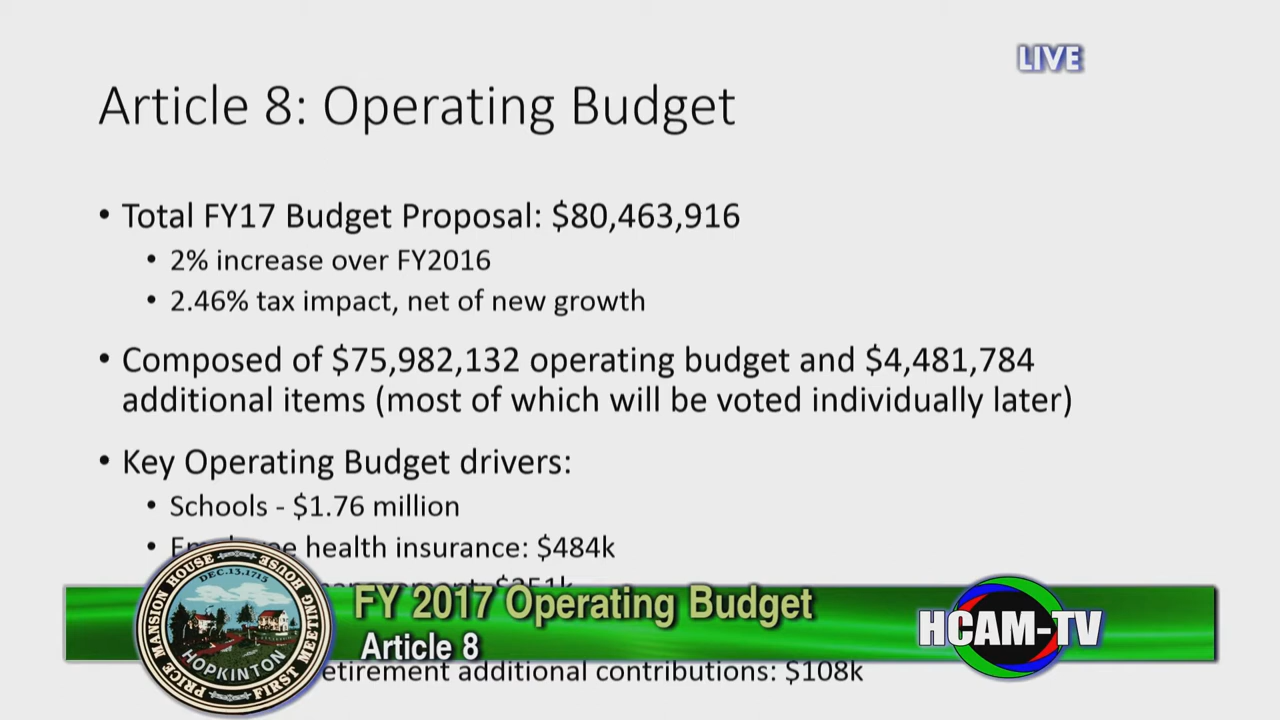 LIVE
Article 8: Operating Budget
• Total FY17 Budget Proposal: $80,463,916
• 2% increase over FY2016
• 2.46% tax impact, net of new growth
• Composed of $75,982,132 operating budget and $4,481,784
additional items (most of which will be voted individually later)
• Key Operating Budget drivers:
• Schools - $1.76 million
• health insurance: $484k
FY 2017 Operating Budget
Article 8
HCAM-TV
PRICE MANSION HOUSE
FIRST MEETING HOUSE
DEC.13.1715
HOPKINTON
additional contributions: $108k